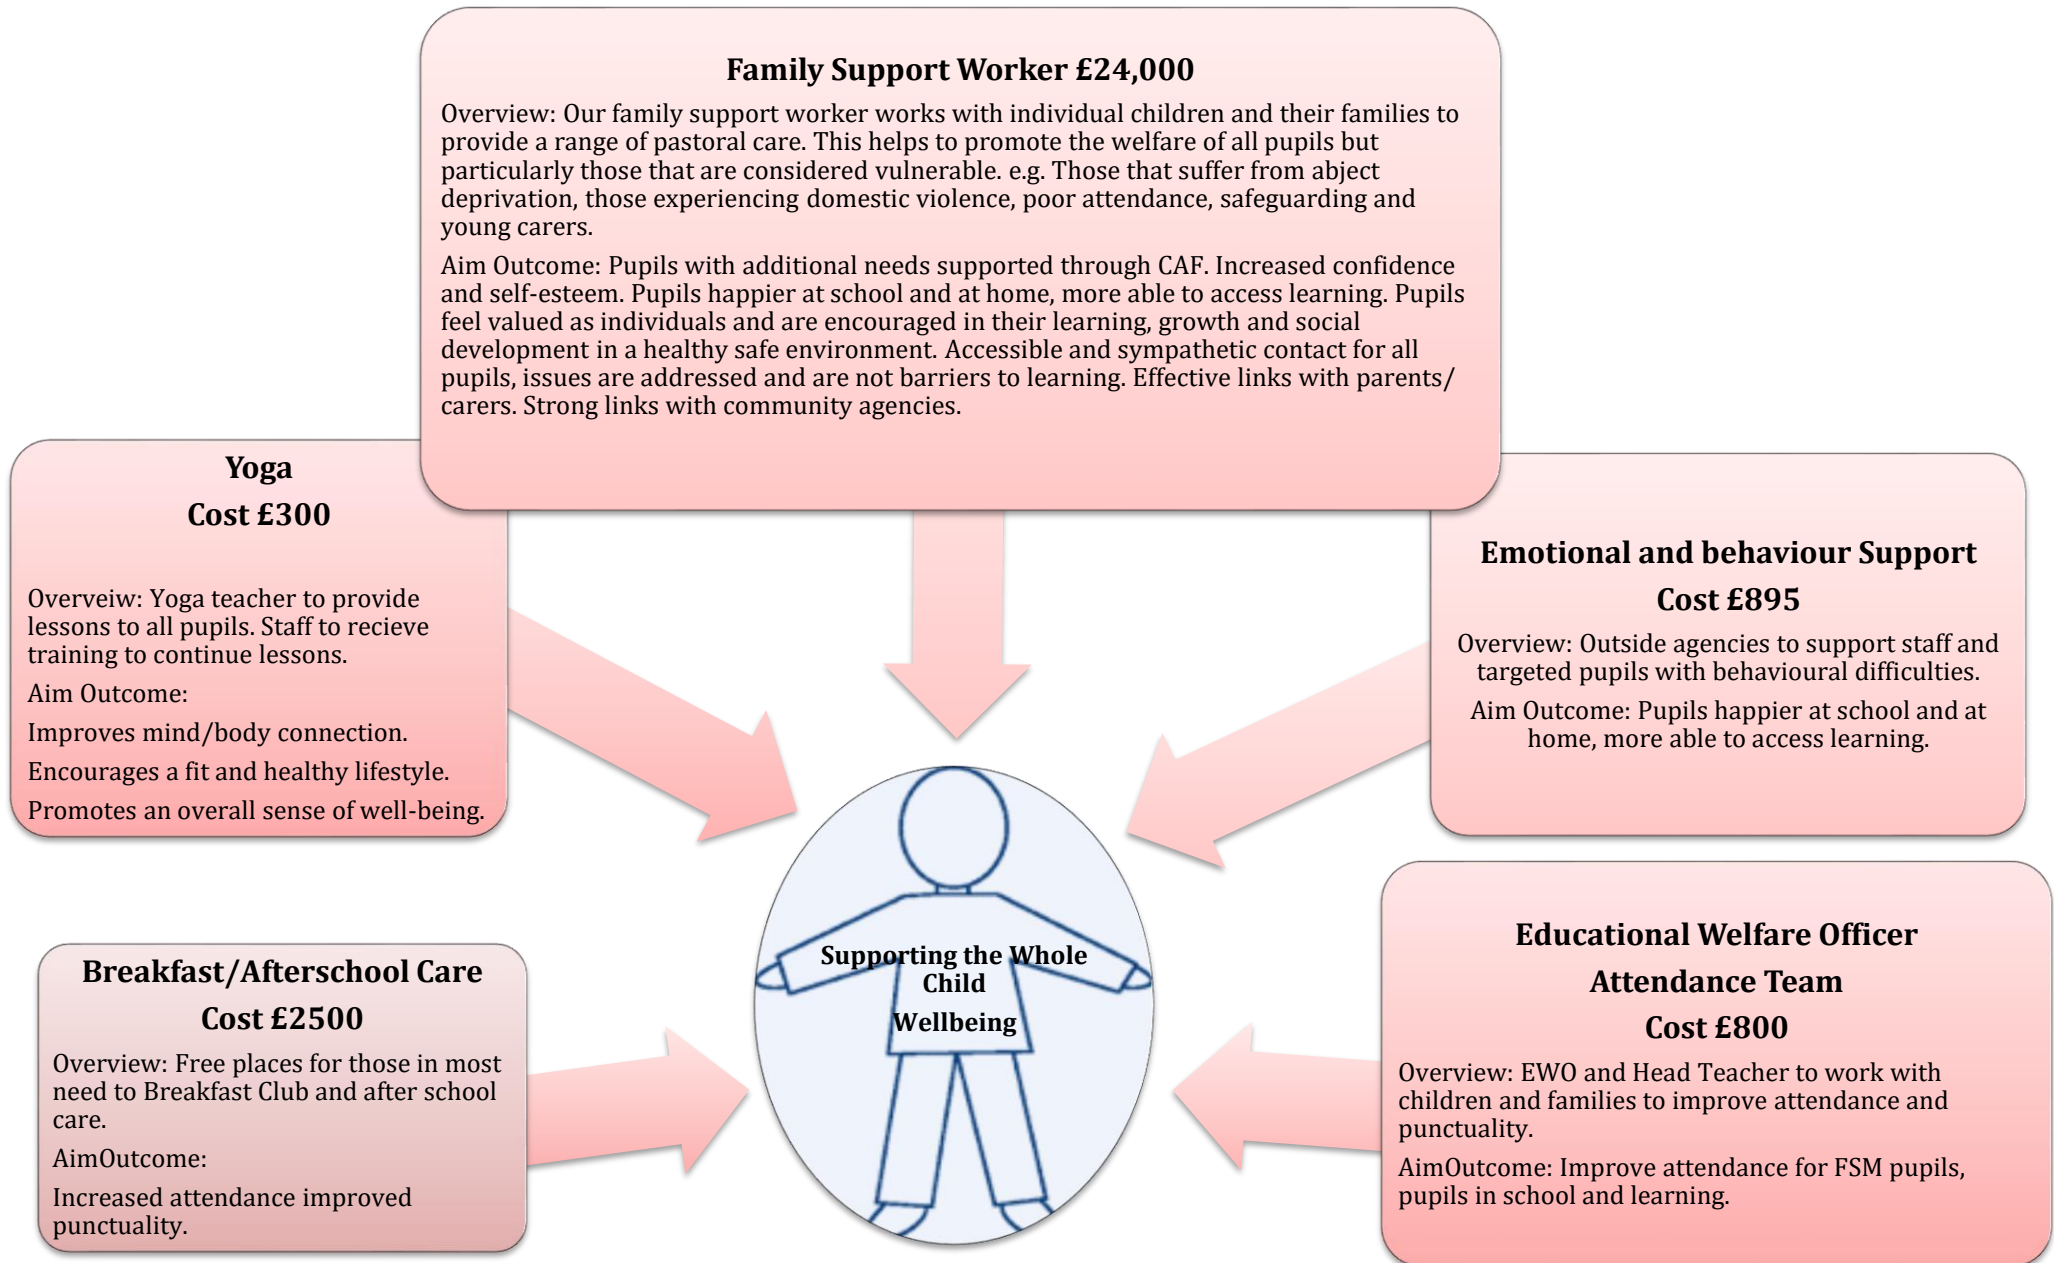 Family Support Worker £24,000
Overview: Our family support worker works with individual children and their families to
provide a range of pastoral care. This helps to promote the welfare of all pupils but
particularly those that are considered vulnerable. e.g. Those that suffer from abject
deprivation, those experiencing domestic violence, poor attendance, safeguarding and
young carers.
Aim Outcome: Pupils with additional needs supported through CAF. Increased confidence
and self-esteem. Pupils happier at school and at home, more able to access learning. Pupils
feel valued as individuals and are encouraged in their learning, growth and social
development in a healthy safe environment. Accessible and sympathetic contact for all
pupils, issues are addressed and are not barriers to learning. Effective links with parents/
carers. Strong links with community agencies.
Yoga
Cost £300
Overveiw: Yoga teacher to provide
lessons to all pupils. Staff to recieve
training to continue lessons.
Aim Outcome:
Improves mind/body connection.
Encourages a fit and healthy lifestyle.
Promotes an overall sense of well-being.
Emotional and behaviour Support
Cost £895
Overview: Outside agencies to support staff and
targeted pupils with behavioural difficulties.
Aim Outcome: Pupils happier at school and at
home, more able to access learning.
Breakfast/Afterschool Care
Cost £2500
Overview: Free places for those in most
need to Breakfast Club and after school
care.
AimOutcome:
Increased attendance improved
punctuality.
Supporting the Whole
Child
Wellbeing
Educational Welfare Officer
Attendance Team
Cost £800
Overview: EWO and Head Teacher to work with
children and families to improve attendance and
punctuality.
AimOutcome: Improve attendance for FSM pupils,
pupils in school and learning.